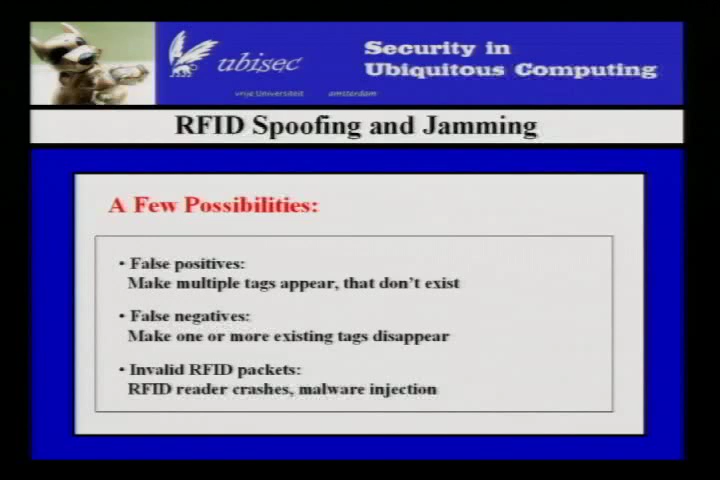 ubisec
Security in
Ubiquitous Computing
vrije Universiteit amsterdam
RFID Spoofing and Jamming
A Few Possibilities:
• False positives:
Make multiple tags appear, that don't exist
• False negatives:
Make one or more existing tags disappear
• Invalid RFID packets:
RFID reader crashes, malware injection